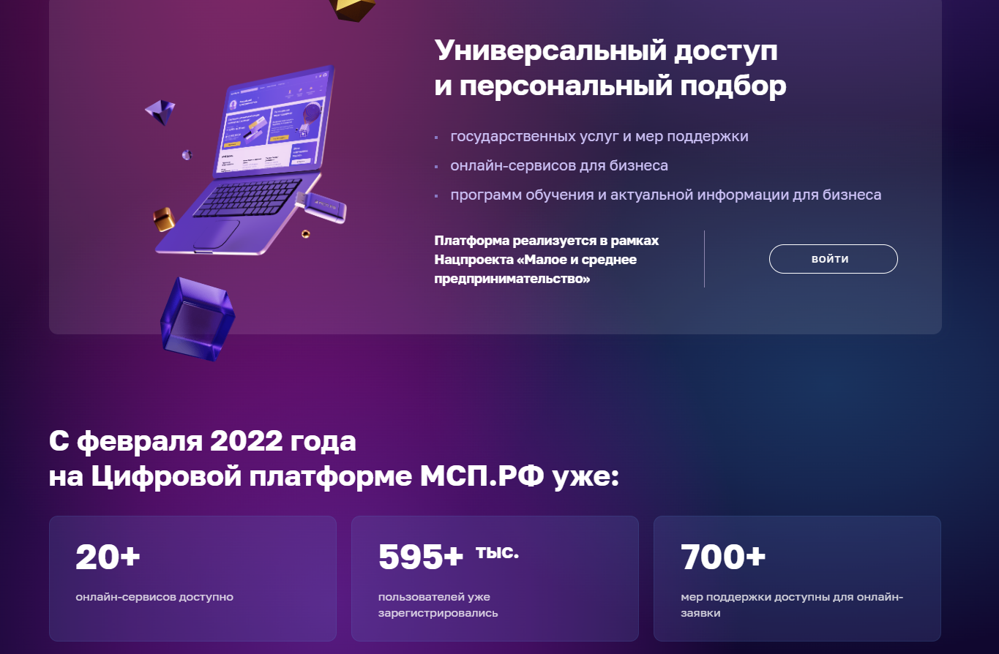 Универсальный доступ
и персональный подбор
государственных услуг и мер поддержки
онлайн-сервисов для бизнеса
программ обучения и актуальной информации для бизнеса
Платформа реализуется в рамках
Нацпроекта «Малое и среднее
предпринимательство»
ВОЙТИ
С февраля 2022 года
на Цифровой платформе МСП.РФ уже:
20+
онлайн-сервисов доступно
595+ тыс.
пользователей уже
зарегистрировались
700+
мер поддержки доступны для онлайн-
заявки